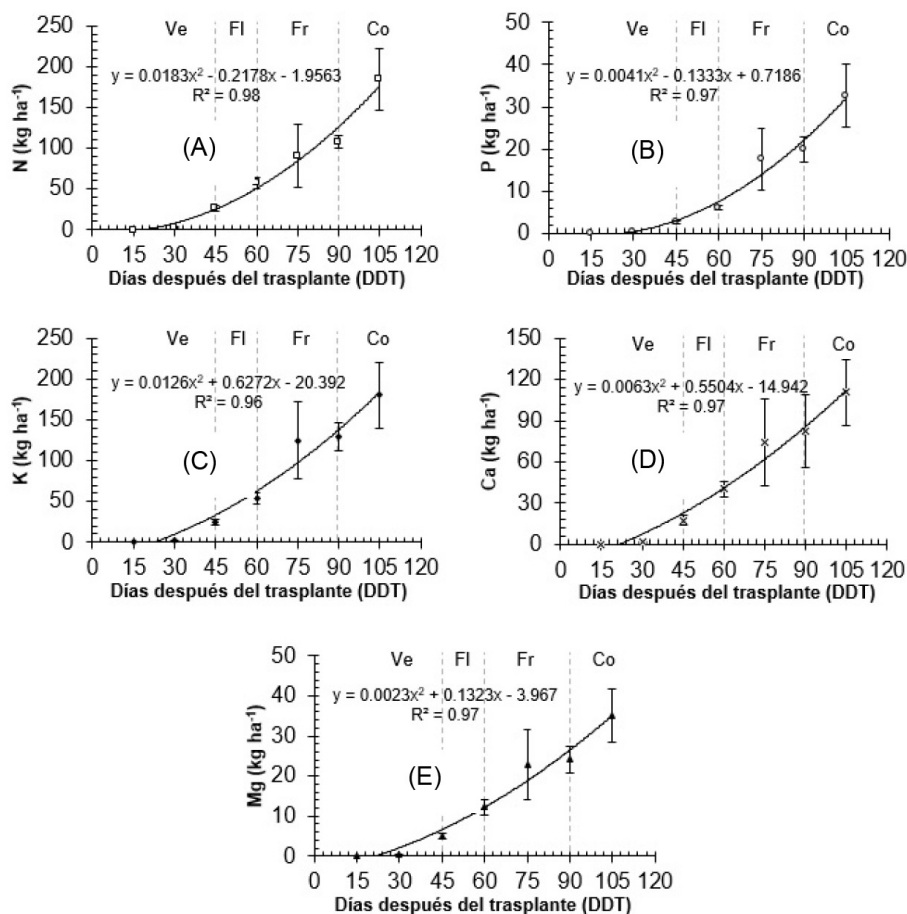 Ve Fl Fr Co
y = 0.0183x² - 0.2178x - 1.9563
R² = 0.98
(A)
N (kg ha⁻¹)
250
200
150
100
50
0
0 15 30 45 60 75 90 105 120
Días después del trasplante (DDT)
Ve Fl Fr Co
y = 0.0041x² - 0.1333x + 0.7186
R² = 0.97
(B)
P (kg ha⁻¹)
50
40
30
20
10
0
0 15 30 45 60 75 90 105 120
Días después del trasplante (DDT)
Ve Fl Fr Co
y = 0.0126x² + 0.6272x - 20.392
R² = 0.96
(C)
K (kg ha⁻¹)
250
200
150
100
50
0
0 15 30 45 60 75 90 105 120
Días después del trasplante (DDT)
Ve Fl Fr Co
y = 0.0063x² + 0.5504x - 14.942
R² = 0.97
(D)
Ca (kg ha⁻¹)
150
120
90
60
30
0
0 15 30 45 60 75 90 105 120
Días después del trasplante (DDT)
Ve Fl Fr Co
y = 0.0023x² + 0.1323x - 3.967
R² = 0.97
(E)
Mg (kg ha⁻¹)
50
40
30
20
10
0
0 15 30 45 60 75 90 105 120
Días después del trasplante (DDT)